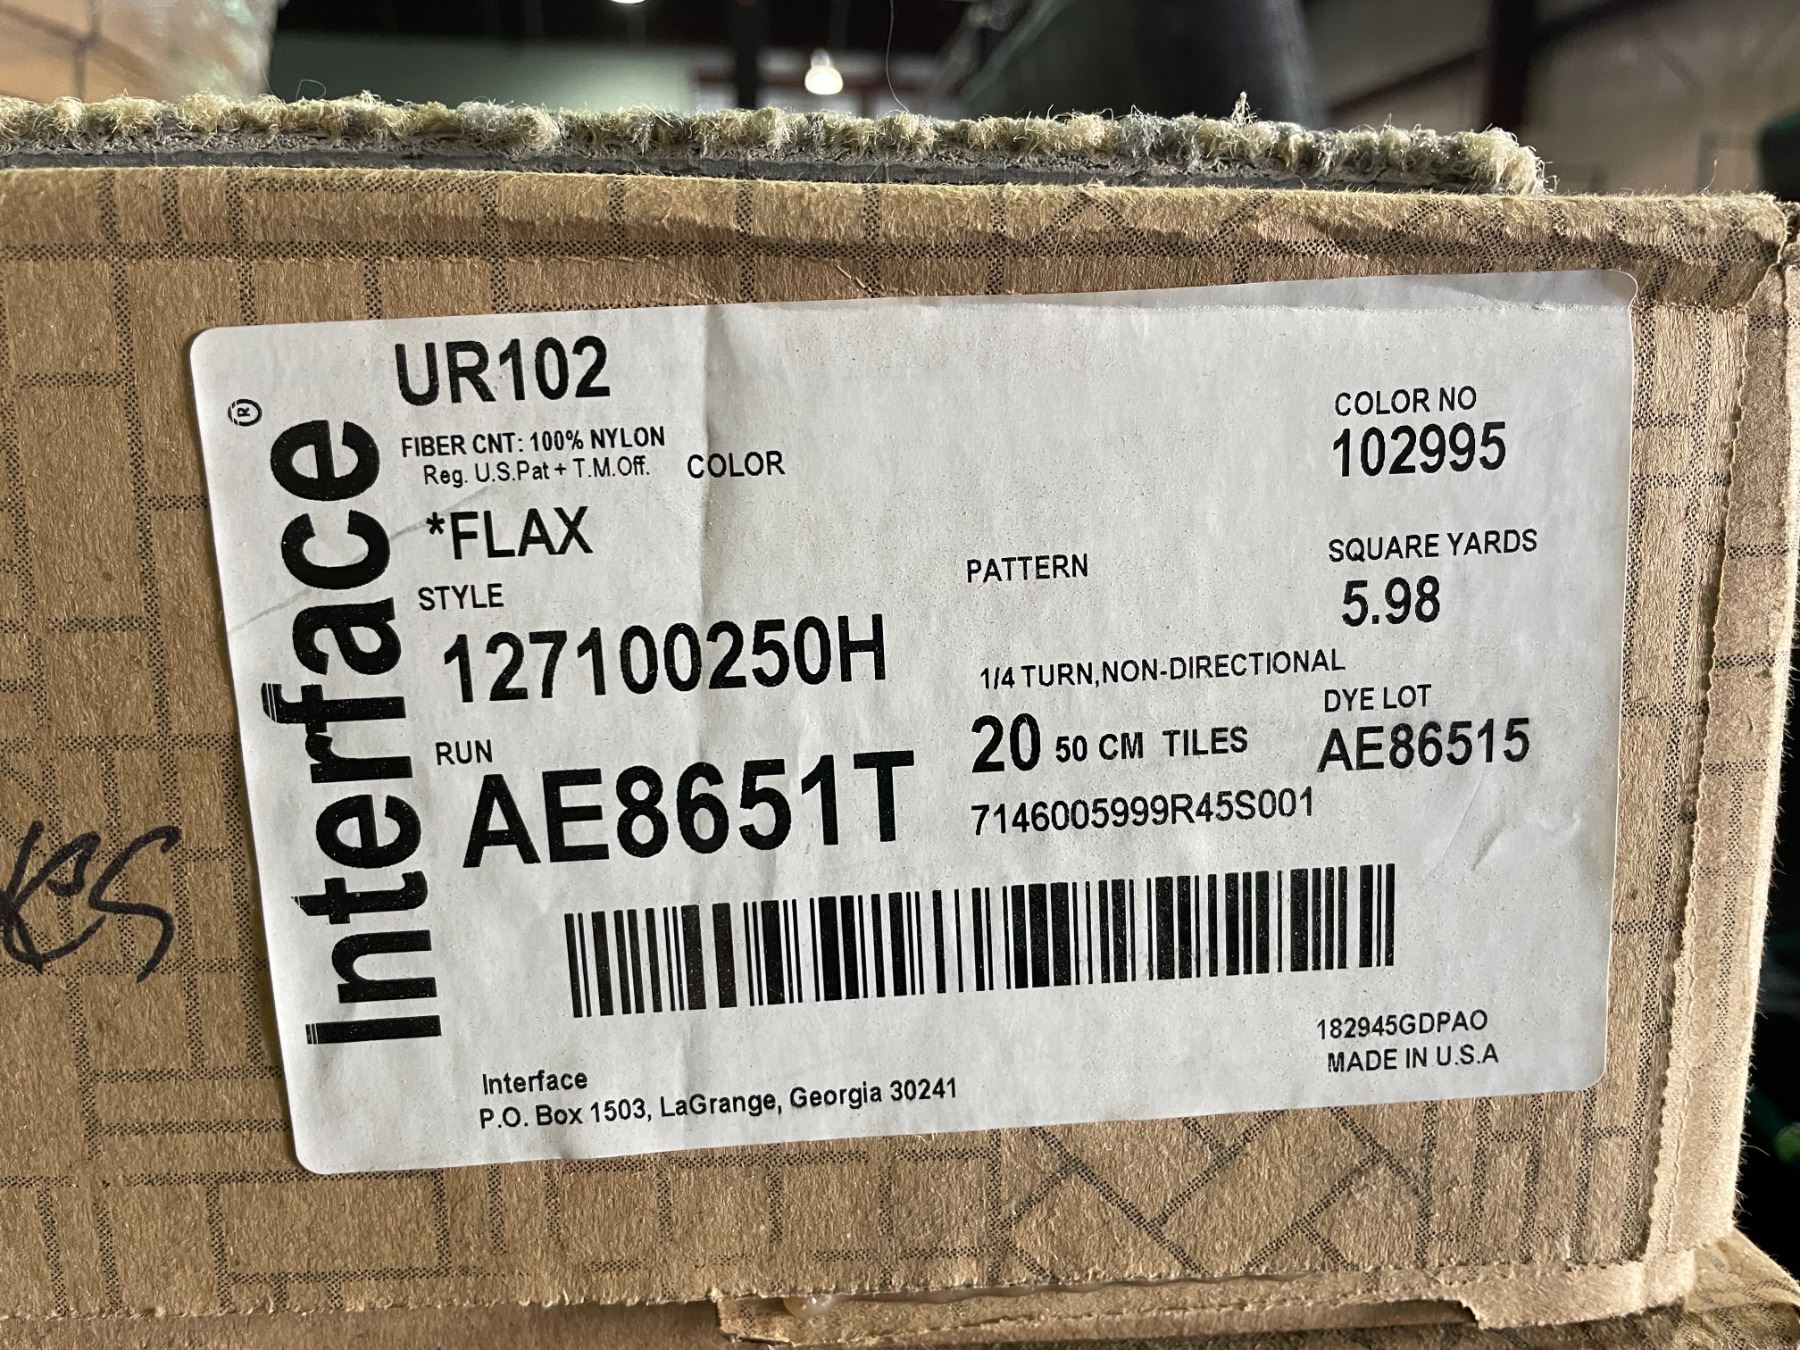 Interface®
UR102
FIBER CNT: 100% NYLON
Reg. U.S.Pat + T.M.Off.
COLOR
*FLAX
COLOR NO
102995
STYLE
127100250H
PATTERN
SQUARE YARDS
5.98
1/4 TURN,NON-DIRECTIONAL
RUN
AE8651T
20 50 CM TILES
DYE LOT
AE86515
7146005999R45S001
Interface
P.O. Box 1503, LaGrange, Georgia 30241
182945GDPAO
MADE IN U.S.A